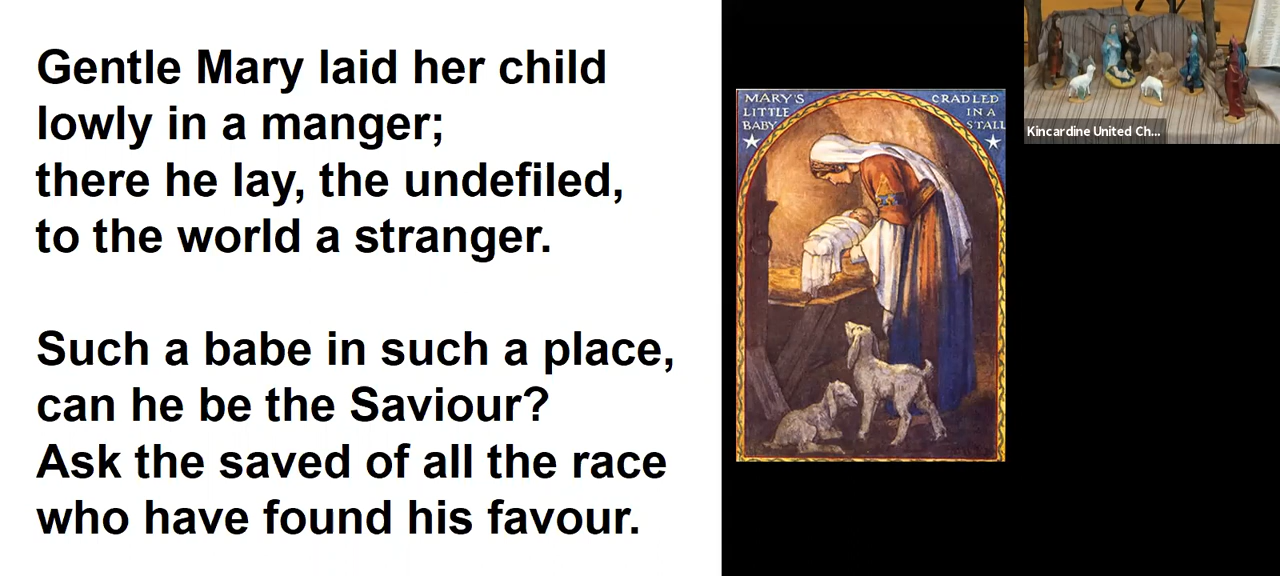 Gentle Mary laid her child
lowly in a manger;
there he lay, the undefiled,
to the world a stranger.
Such a babe in such a place,
can he be the Saviour?
Ask the saved of all the race
who have found his favour.
MARY'S
LITTLE
BABY
CRADLED
IN A
STALL
Kincardine United Ch...